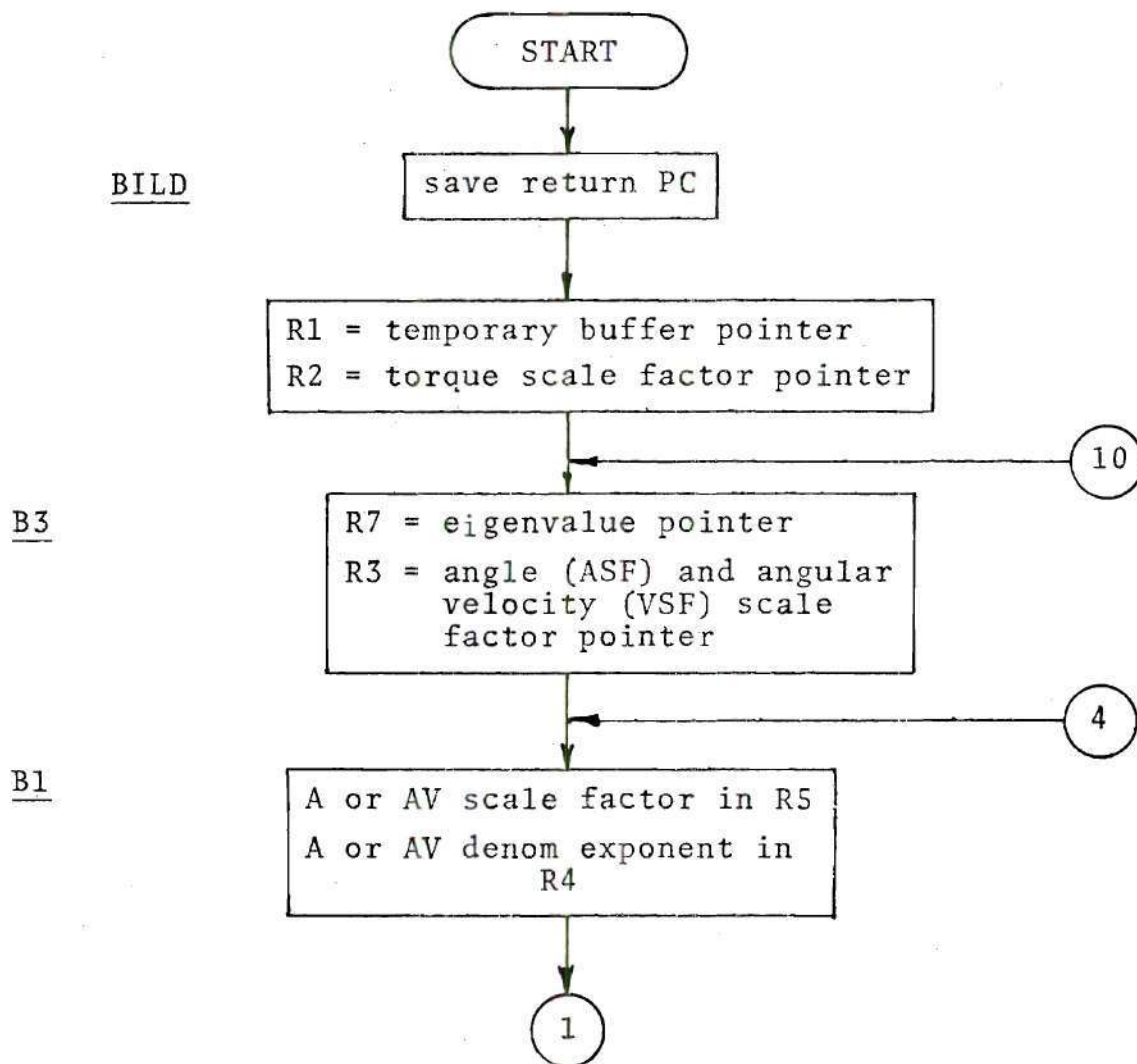 START
BILD
save return PC
R1 = temporary buffer pointer
R2 = torque scale factor pointer
10
B3
R7 = eigenvalue pointer
R3 = angle (ASF) and angular
velocity (VSF) scale
factor pointer
4
B1
A or AV scale factor in R5
A or AV denom exponent in
R4
1